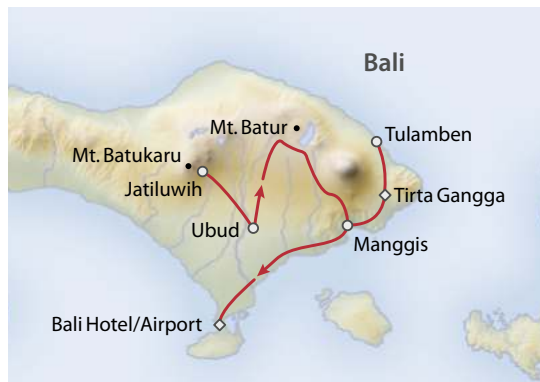 Bali
Mt. Batur
Tulamben
Mt. Batukaru
Jatiluwih
Tirta Gangga
Ubud
Manggis
Bali Hotel/Airport